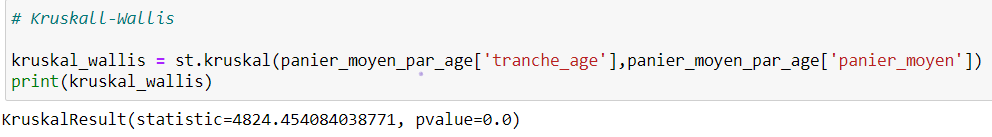 # Kruskall-Wallis
kruskal_wallis = st.kruskal(panier_moyen_par_age['tranche_age'],panier_moyen_par_age['panier_moyen'])
print(kruskal_wallis)
KruskalResult(statistic=4824.454084038771, pvalue=0.0)